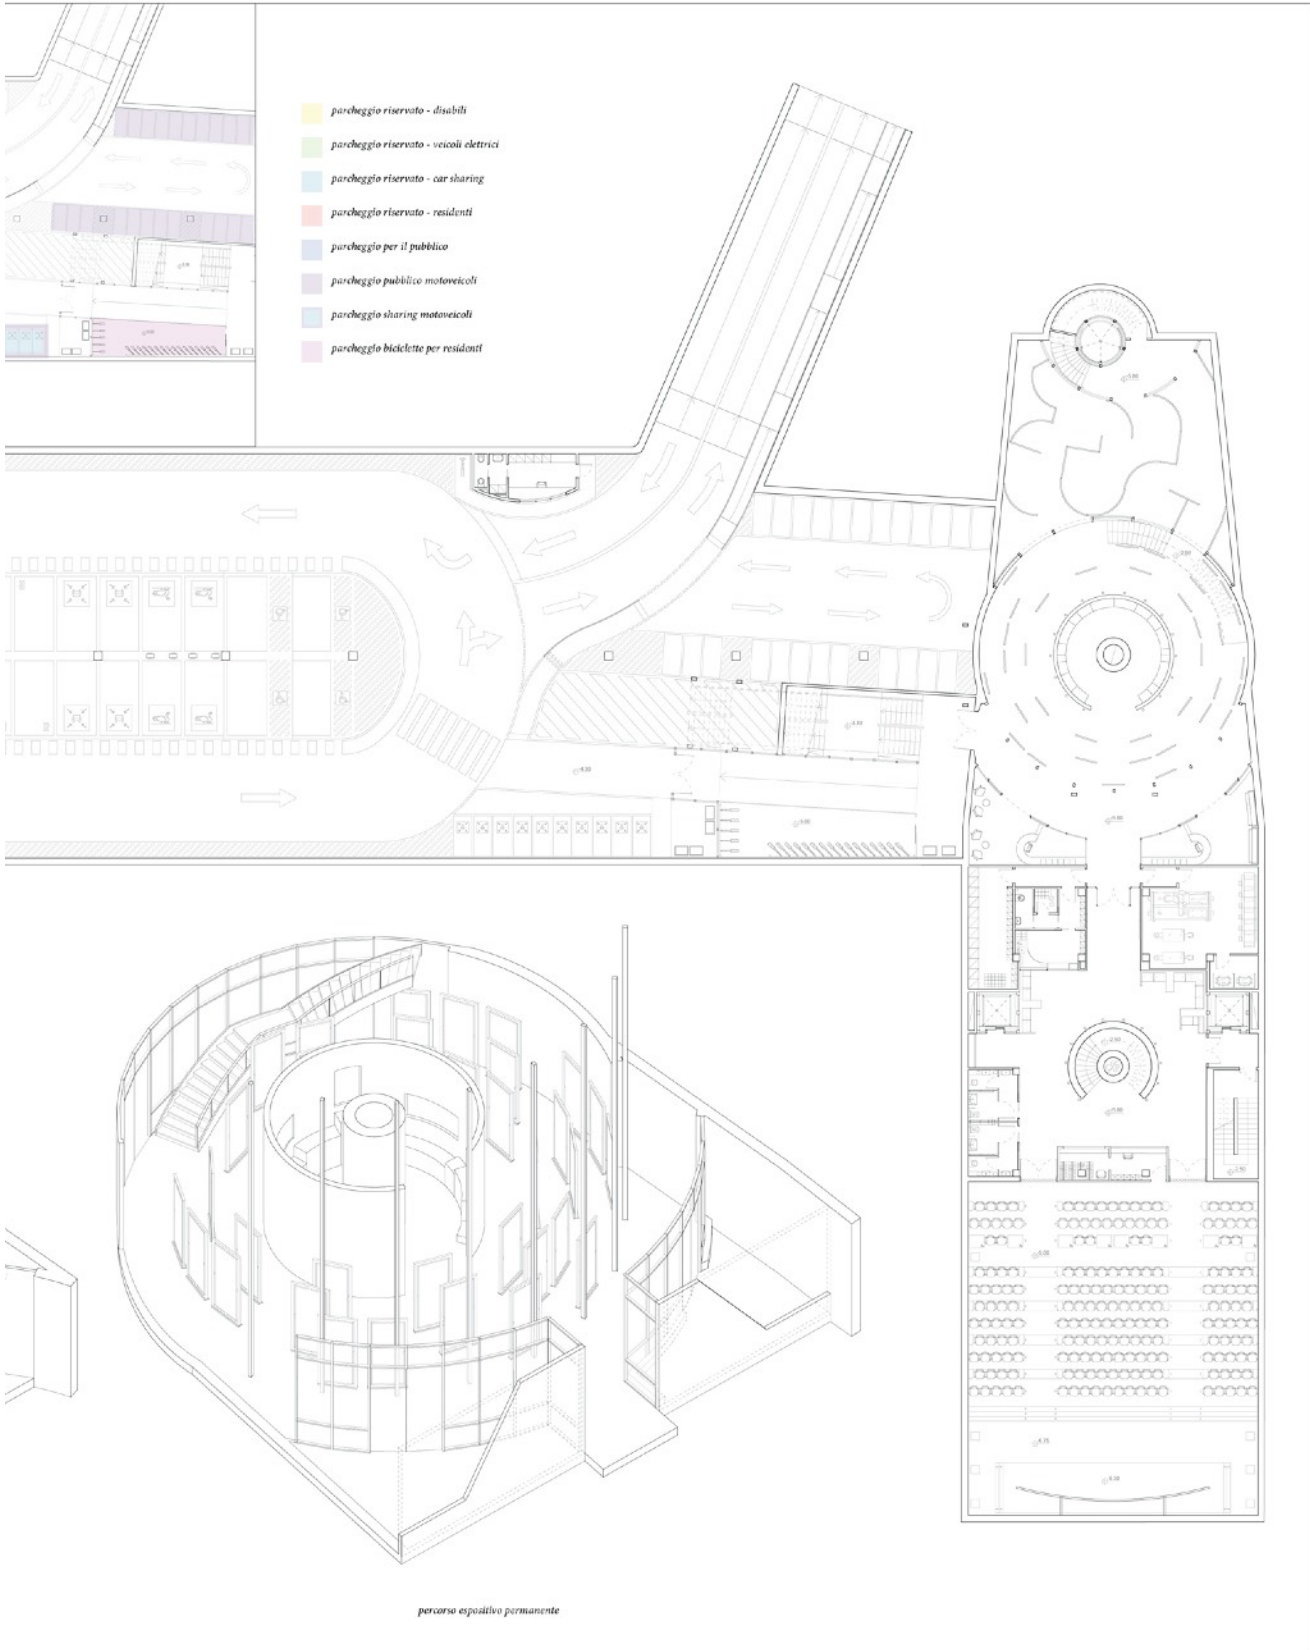 parcheggio riservato - disabili
parcheggio riservato - veicoli elettrici
parcheggio riservato - car sharing
parcheggio riservato - residenti
parcheggio per il pubblico
parcheggio pubblico motoveicoli
parcheggio sharing motoveicoli
parcheggio biciclette per residenti
percorso espositivo permanente